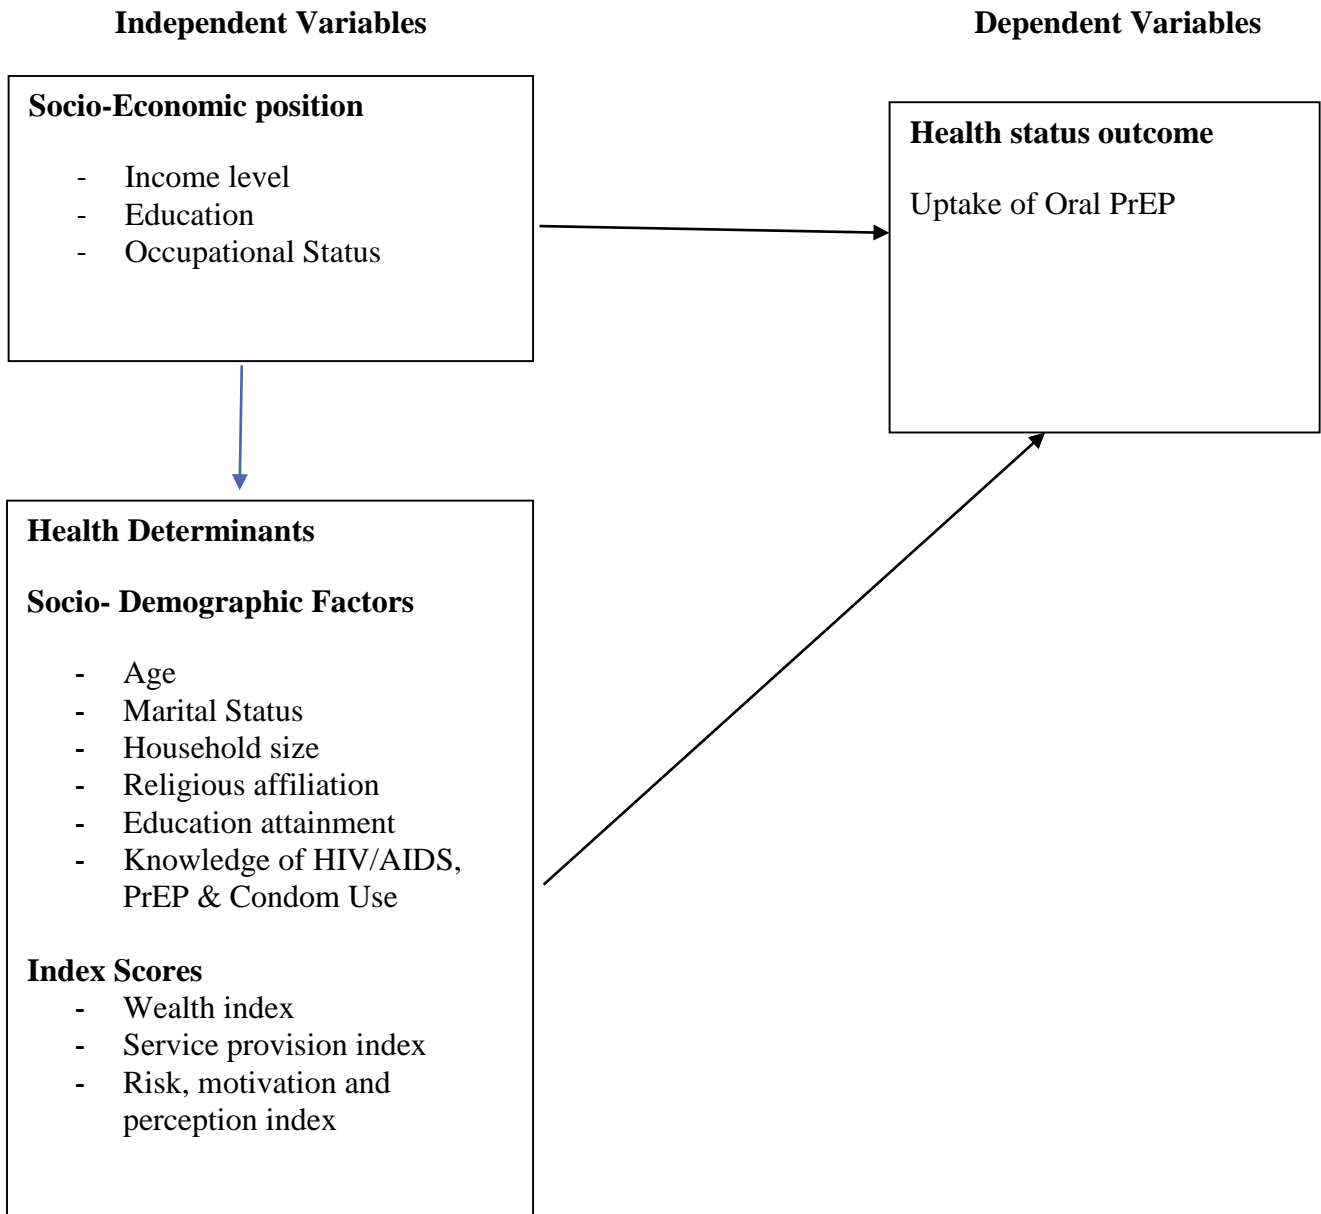 Independent Variables
Dependent Variables
Socio-Economic position
- Income level
- Education
- Occupational Status
Health status outcome
Uptake of Oral PrEP
Health Determinants
Socio- Demographic Factors
- Age
- Marital Status
- Household size
- Religious affiliation
- Education attainment
- Knowledge of HIV/AIDS,
PrEP & Condom Use
Index Scores
- Wealth index
- Service provision index
- Risk, motivation and
perception index